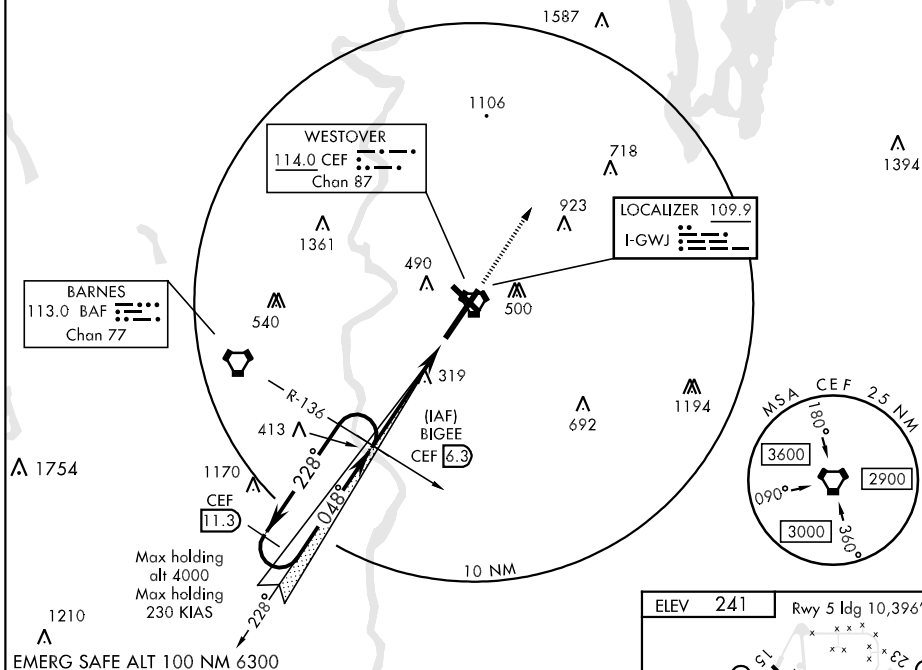 1587
1106
WESTOVER
114.0 CEF
Chan 87
718
1394
923
LOCALIZER 109.9
I-GWJ
1361
490
500
BARNES
113.0 BAF
Chan 77
540
R-136
319
1194
(IAF)
BIGEE
CEF 6.3
413
692
MSA CEF 25 NM
180°
3600
2900
090°
3000
360°
1754
1170
228°
048°
CEF
11.3
Max holding
alt 4000
Max holding
230 KIAS
10 NM
228°
1210
EMERG SAFE ALT 100 NM 6300
ELEV 241
Rwy 5 ldg 10,396'
15
23